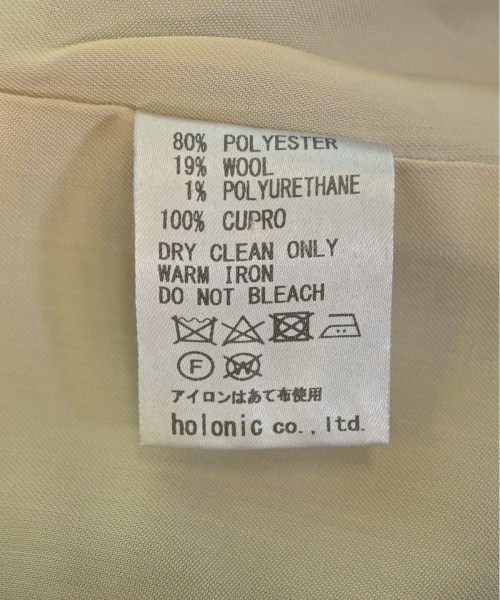 80% POLYESTER
19% WOOL
1% POLYURETHANE
100% CUPRO
DRY CLEAN ONLY
WARM IRON
DO NOT BLEACH
F W
アイロンはあて布使用
holonic co.,ltd.